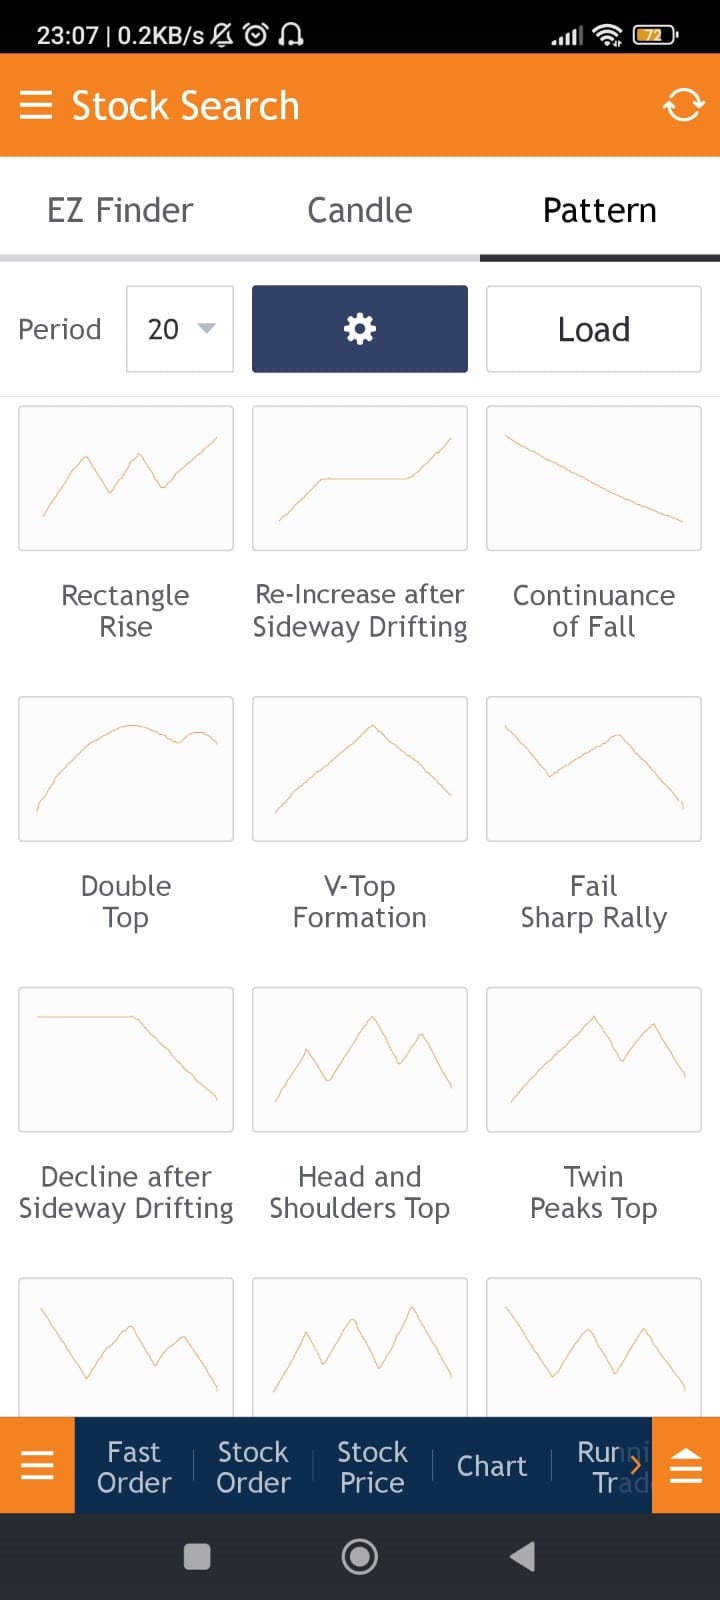 23:07 | 0.2KB/s
72
Stock Search
EZ Finder
Candle
Pattern
Period
20
Load
Rectangle
Rise
Re-Increase after
Sideway Drifting
Continuance
of Fall
Double
Top
V-Top
Formation
Fail
Sharp Rally
Decline after
Sideway Drifting
Head and
Shoulders Top
Twin
Peaks Top
Fast
Order
Stock
Order
Stock
Price
Chart
Runni
Trad